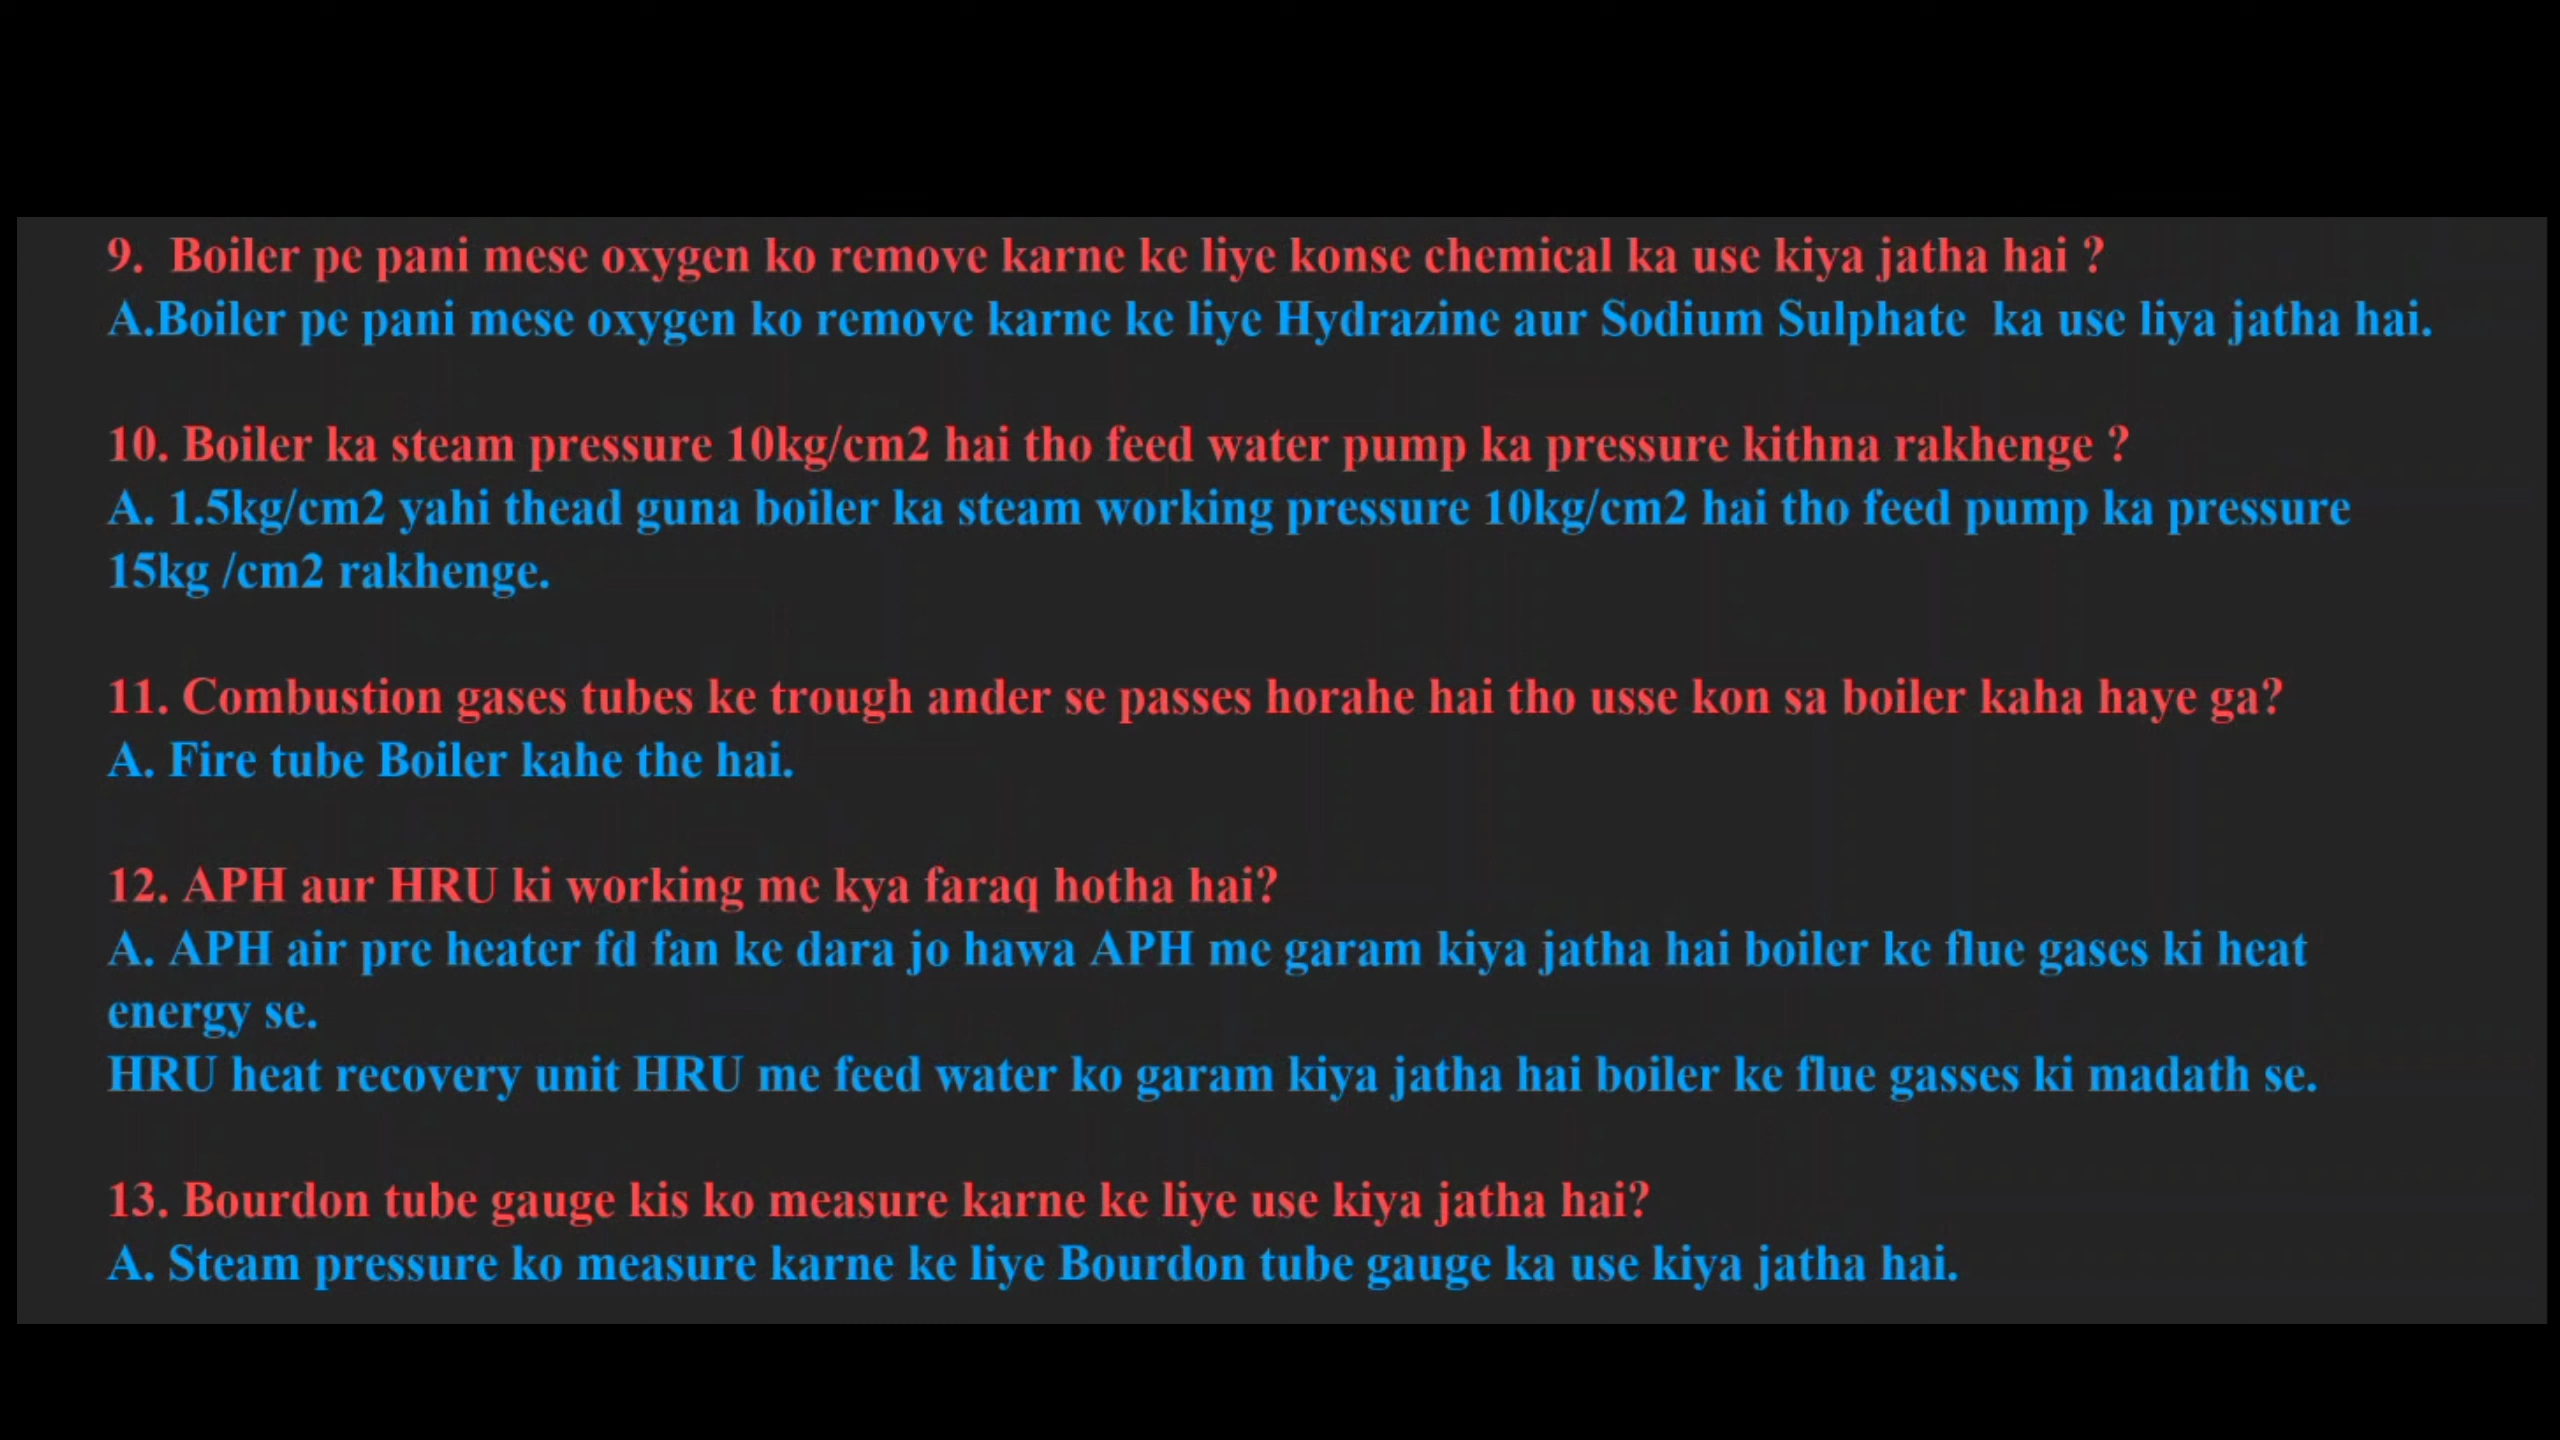 9. Boiler pe pani mese oxygen ko remove karne ke liye konse chemical ka use kiya jatha hai ?
A.Boiler pe pani mese oxygen ko remove karne ke liye Hydrazine aur Sodium Sulphate ka use liya jatha hai.
10. Boiler ka steam pressure 10kg/cm2 hai tho feed water pump ka pressure kithna rakhenge ?
A. 1.5kg/cm2 yahi thead guna boiler ka steam working pressure 10kg/cm2 hai tho feed pump ka pressure
15kg /cm2 rakhenge.
11. Combustion gases tubes ke trough ander se passes horahe hai tho usse kon sa boiler kaha haye ga?
A. Fire tube Boiler kahe the hai.
12. APH aur HRU ki working me kya faraq hotha hai?
A. APH air pre heater fd fan ke dara jo hawa APH me garam kiya jatha hai boiler ke flue gases ki heat
energy se.
HRU heat recovery unit HRU me feed water ko garam kiya jatha hai boiler ke flue gasses ki madath se.
13. Bourdon tube gauge kis ko measure karne ke liye use kiya jatha hai?
A. Steam pressure ko measure karne ke liye Bourdon tube gauge ka use kiya jatha hai.